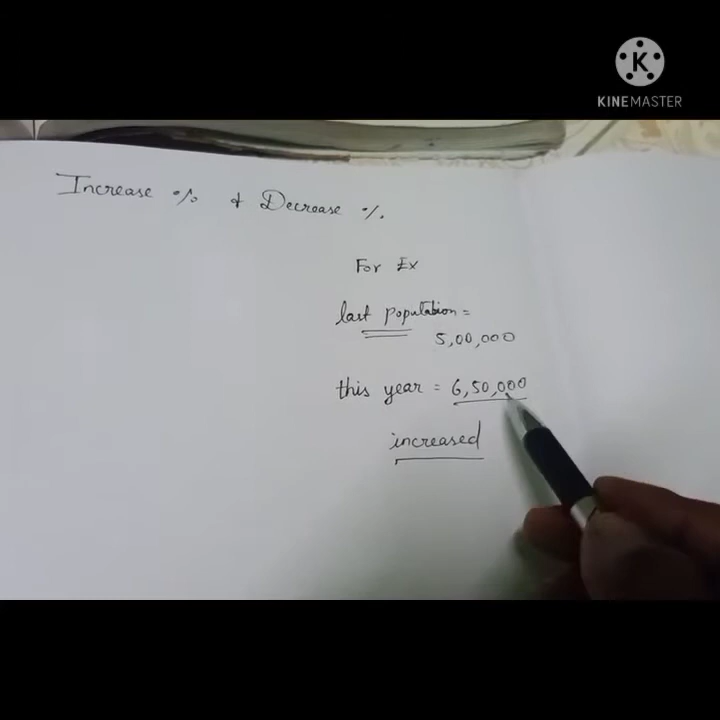 KINEMASTER
Increase % & Decrease %
For Ex
last population =
5,00,000
this year = 6,50,000
increased